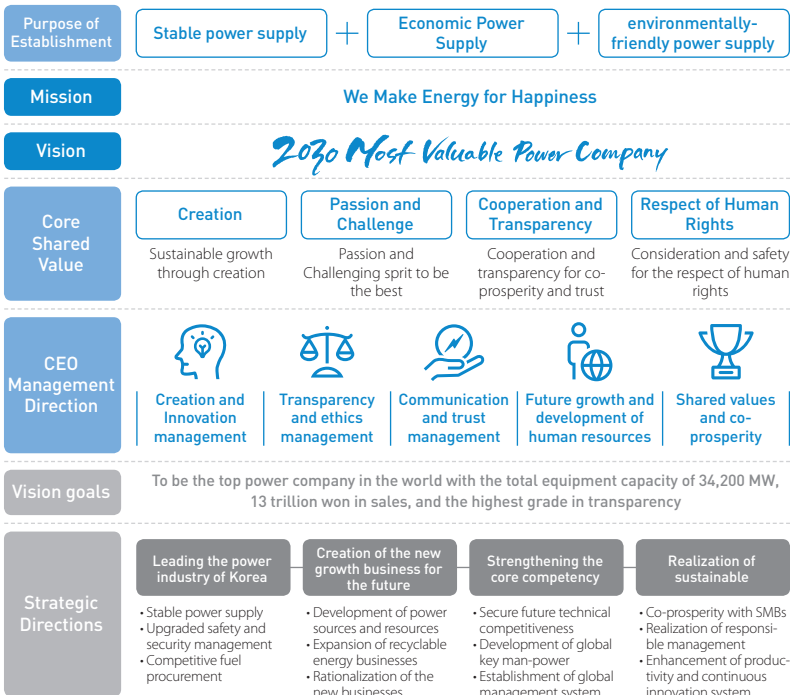 Purpose of
Establishment
Stable power supply
+
Economic Power
Supply
+
environmentally-
friendly power supply
Mission
We Make Energy for Happiness
Vision
2030 Most Valuable Power Company
Core
Shared
Value
Creation
Sustainable growth
through creation
Passion and
Challenge
Passion and
Challenging sprit to be
the best
Cooperation and
Transparency
Cooperation and
transparency for co-
prosperity and trust
Respect of Human
Rights
Consideration and safety
for the respect of human
rights
CEO
Management
Direction
Creation and
Innovation
management
Transparency
and ethics
management
Communication
and trust
management
Future growth and
development of
human resources
Shared values
and co-
prosperity
Vision goals
To be the top power company in the world with the total equipment capacity of 34,200 MW,
13 trillion won in sales, and the highest grade in transparency
Strategic
Directions
Leading the power
industry of Korea
• Stable power supply
• Upgraded safety and
security management
• Competitive fuel
procurement
Creation of the new
growth business for
the future
• Development of power
sources and resources
• Expansion of recyclable
energy businesses
• Rationalization of the
new businesses
Strengthening the
core competency
• Secure future technical
competitiveness
• Development of global
key man-power
• Establishment of global
management system
Realization of
sustainable
• Co-prosperity with SMBs
• Realization of responsi-
ble management
• Enhancement of produc-
tivity and continuous
innovation system